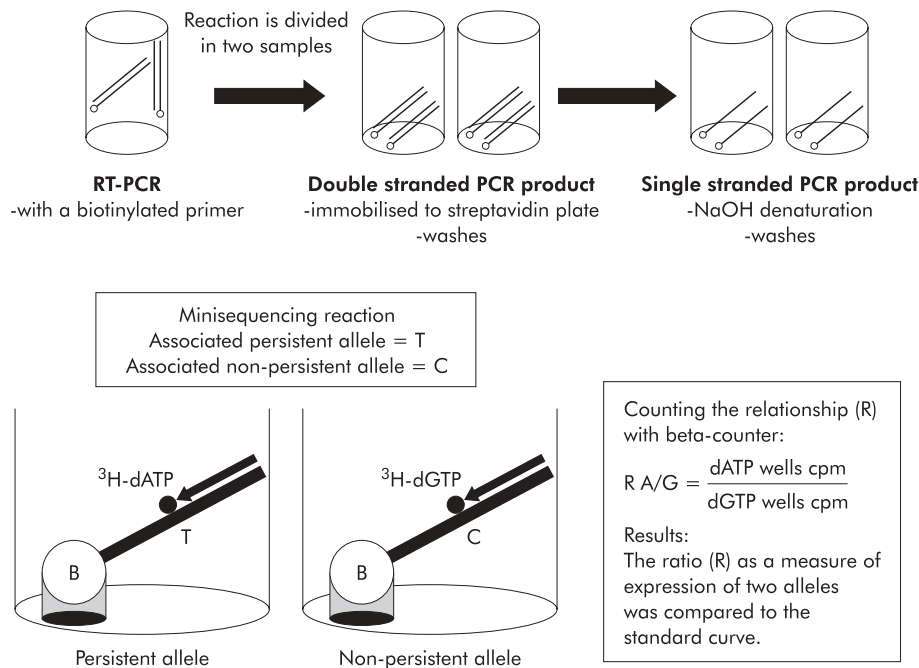 Reaction is divided
in two samples
RT-PCR
-with a biotinylated primer
Double stranded PCR product
-immobilised to streptavidin plate
-washes
Single stranded PCR product
-NaOH denaturation
-washes
Minisequencing reaction
Associated persistent allele = T
Associated non-persistent allele = C
³H-dATP
T
B
Persistent allele
³H-dGTP
C
B
Non-persistent allele
Counting the relationship (R)
with beta-counter:
R A/G = dATP wells cpm / dGTP wells cpm
Results:
The ratio (R) as a measure of
expression of two alleles
was compared to the
standard curve.